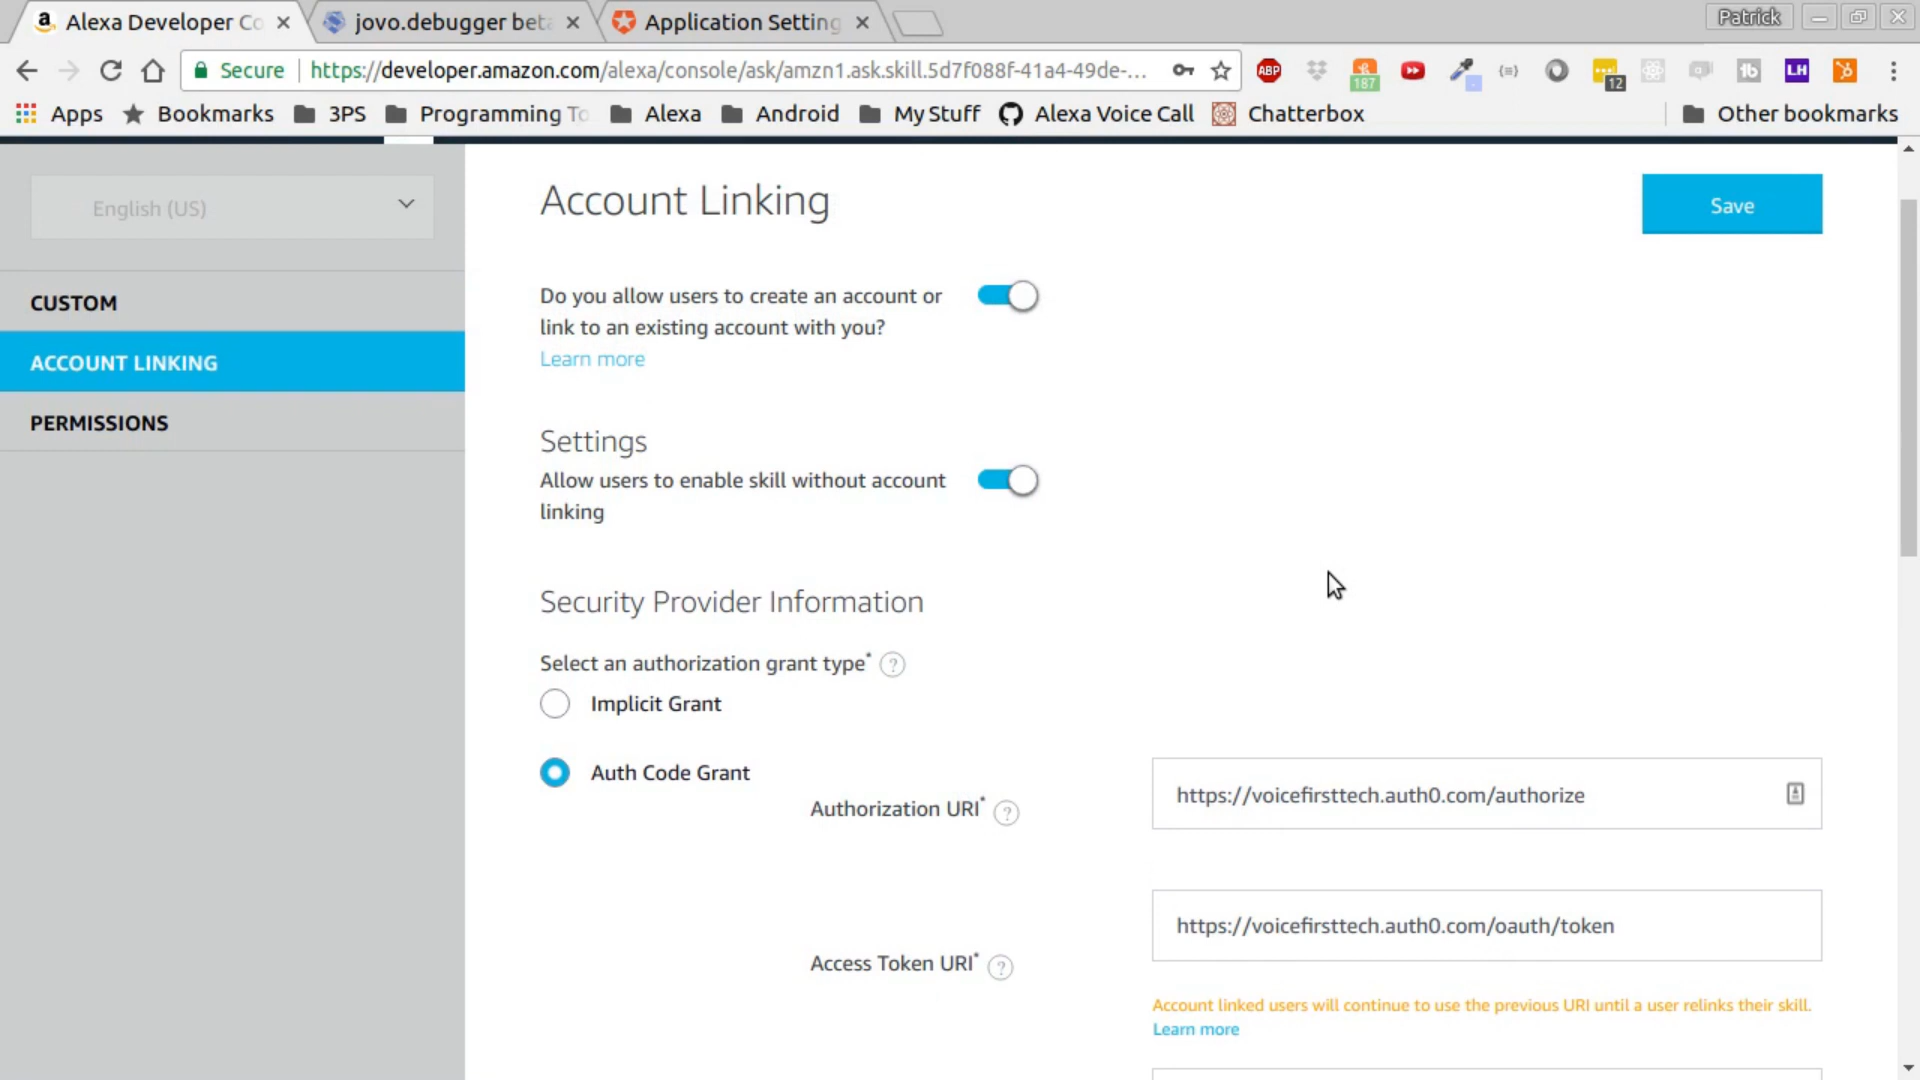 Alexa Developer Co
jovo.debugger beta
Application Setting
Patrick
Secure
https://developer.amazon.com/alexa/console/ask/amzn1.ask.skill.5d7f088f-41a4-49de-...
ABP
187
12
LH
Apps
Bookmarks
3PS
Programming To
Alexa
Android
My Stuff
Alexa Voice Call
Chatterbox
Other bookmarks
English (US)
CUSTOM
ACCOUNT LINKING
PERMISSIONS
Account Linking
Save
Do you allow users to create an account or
link to an existing account with you?
Learn more
Settings
Allow users to enable skill without account
linking
Security Provider Information
Select an authorization grant type* ?
Implicit Grant
Auth Code Grant
Authorization URI* ?
https://voicefirsttech.auth0.com/authorize
https://voicefirsttech.auth0.com/oauth/token
Access Token URI* ?
Account linked users will continue to use the previous URI until a user relinks their skill.
Learn more